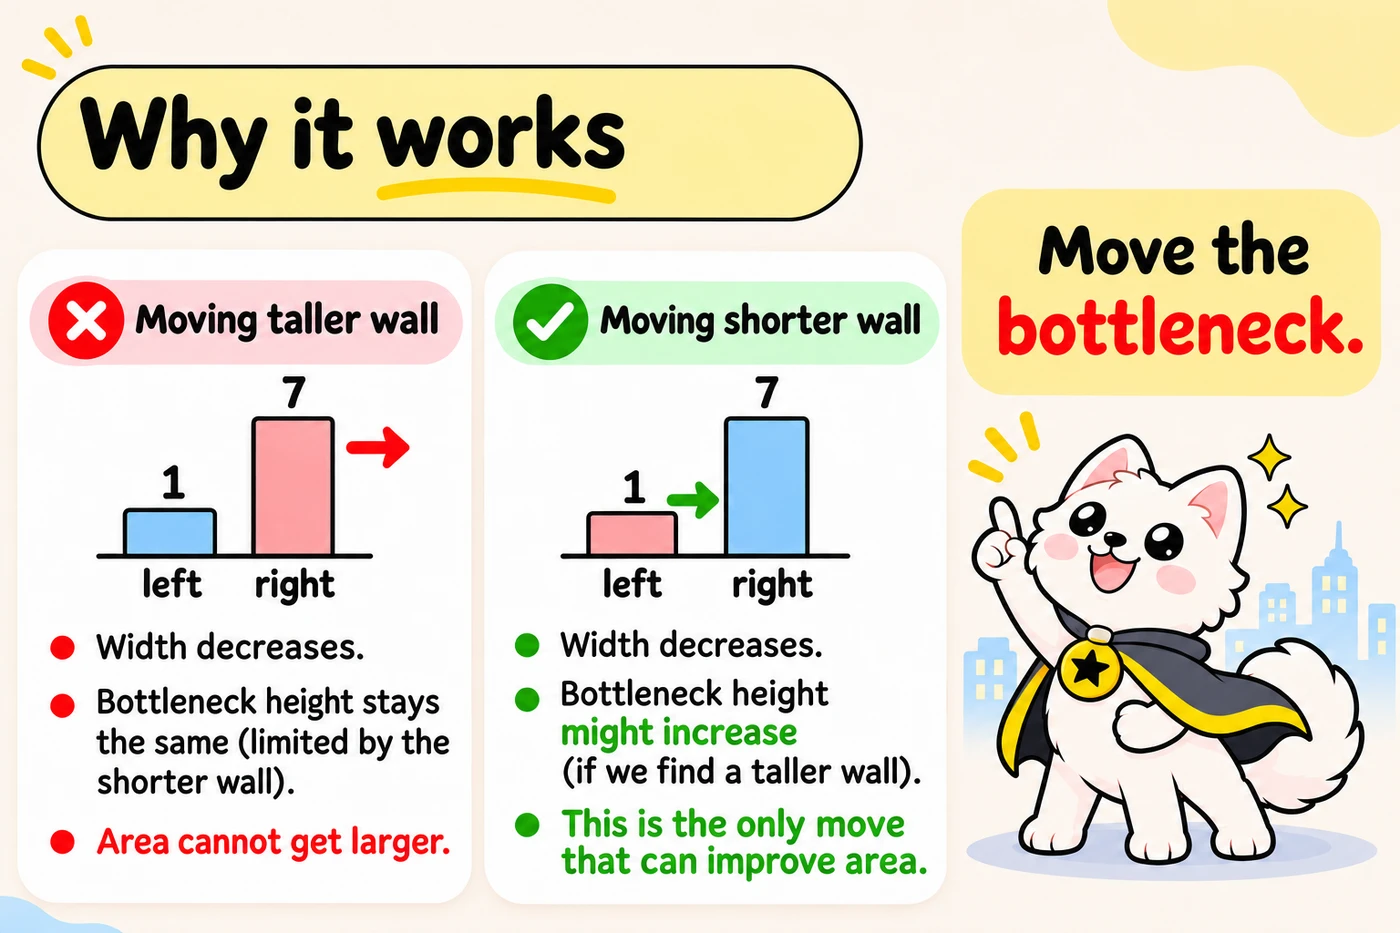 Why it works
Move the
bottleneck.
Moving taller wall
7
1
left right
Width decreases.
Bottleneck height stays
the same (limited by the
shorter wall).
Area cannot get larger.
Moving shorter wall
7
1
left right
Width decreases.
Bottleneck height
might increase
(if we find a taller wall).
This is the only move
that can improve area.